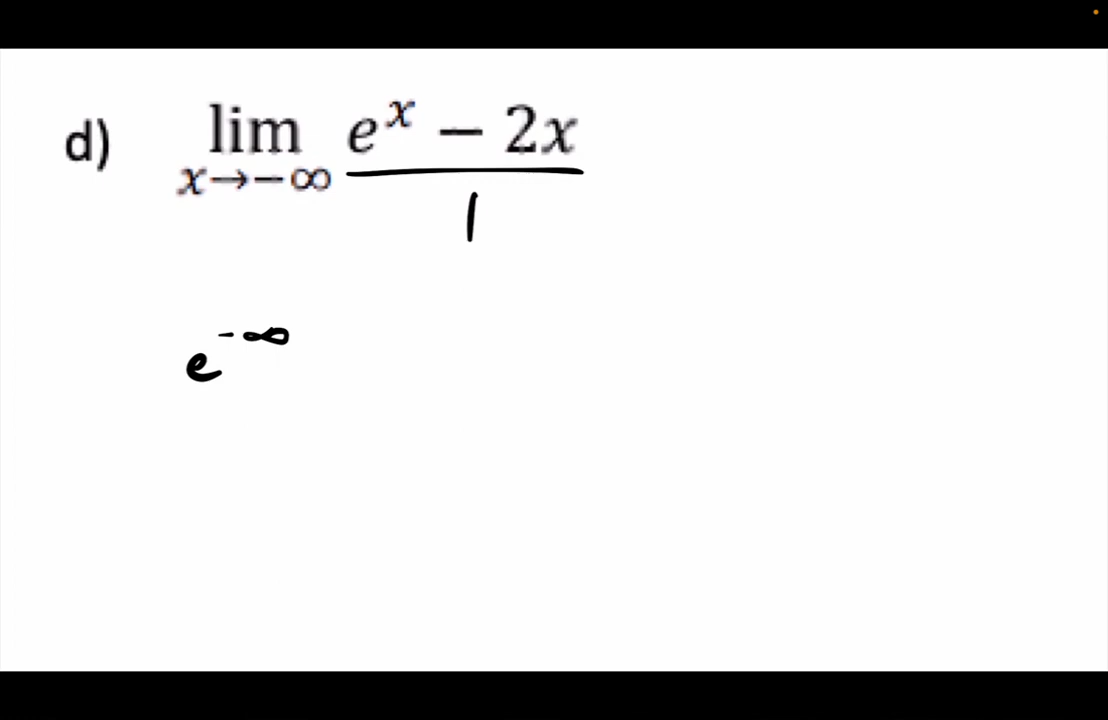 d) lim x→−∞ e^x − 2x / 1
e^-∞